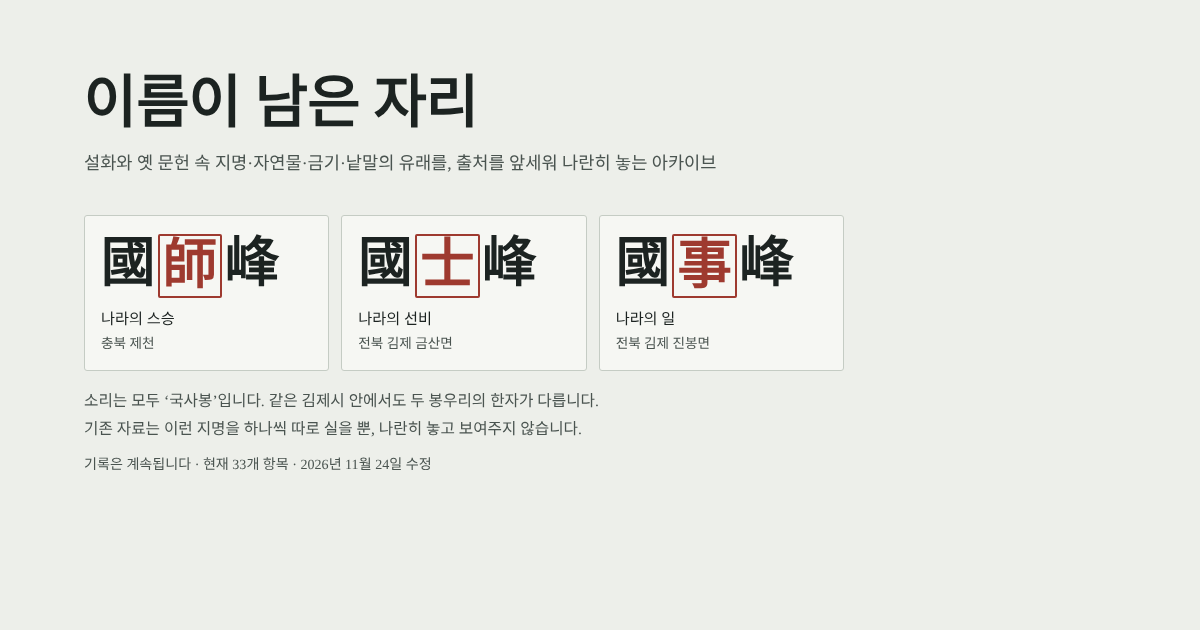 이름이 남은 자리
설화와 옛 문헌 속 지명·자연물·금기·낱말의 유래를, 출처를 앞세워 나란히 놓는 아카이브
國師峰
나라의 스승
충북 제천
國士峰
나라의 선비
전북 김제 금산면
國事峰
나라의 일
전북 김제 진봉면
소리는 모두 ‘국사봉’입니다. 같은 김제시 안에서도 두 봉우리의 한자가 다릅니다.
기존 자료는 이런 지명을 하나씩 따로 실을 뿐, 나란히 놓고 보여주지 않습니다.
기록은 계속됩니다 · 현재 33개 항목 · 2026년 11월 24일 수정